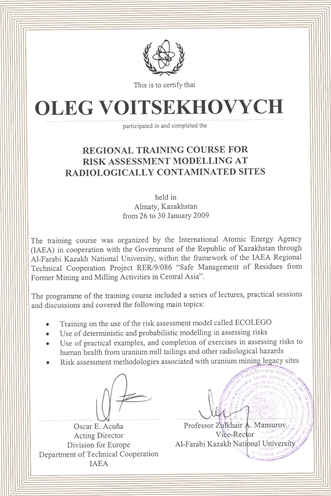 This is to certify that
OLEG VOITSEKHOVYCH
participated in and completed the
REGIONAL TRAINING COURSE FOR
RISK ASSESSMENT MODELLING AT
RADIOLOGICALLY CONTAMINATED SITES
held in
Almaty, Kazakhstan
from 26 to 30 January 2009
The training course was organized by the International Atomic Energy Agency
(IAEA) in cooperation with the Government of the Republic of Kazakhstan through
Al-Farabi Kazakh National University, within the framework of the IAEA Regional
Technical Cooperation Project RER/9/086 “Safe Management of Residues from
Former Mining and Milling Activities in Central Asia”.
The programme of the training course included a series of lectures, practical sessions
and discussions and covered the following main topics:
• Training on the use of the risk assessment model called ECOLEGO
• Use of deterministic and probabilistic modelling in assessing risks
• Use of practical examples, and completion of exercises in assessing risks to
human health from uranium mill tailings and other radiological hazards
• Risk assessment methodologies associated with uranium mining legacy sites
Oscar E. Acuña
Acting Director
Division for Europe
Department of Technical Cooperation
IAEA
Professor Zulkhair A. Mansurov
Vice-Rector
Al-Farabi Kazakh National University